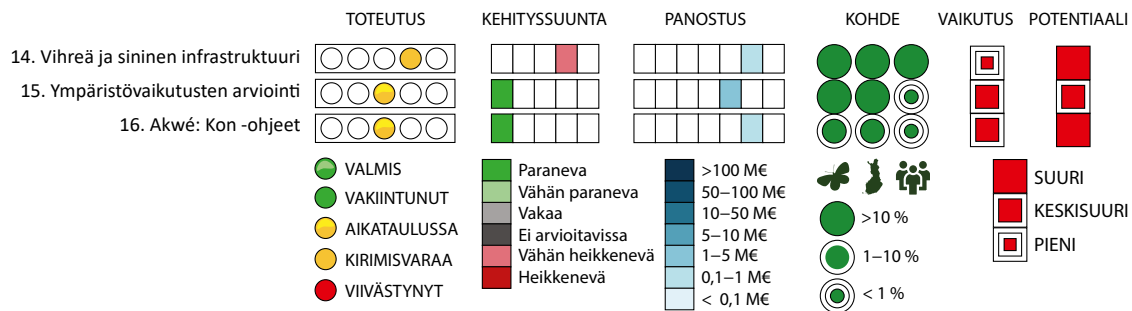 TOTEUTUS KEHITYSSUUNTA PANOSTUS KOHDE VAIKUTUS POTENTIAALI
14. Vihreä ja sininen infrastruktuuri
15. Ympäristövaikutusten arviointi
16. Akwé: Kon -ohjeet
VALMIS
VAKIINTUNUT
AIKATAULUSSA
KIRIMISVARAA
VIIVÄSTYNYT
Paraneva
Vähän paraneva
Vakaa
Ei arvioitavissa
Vähän heikkenevä
Heikkenevä
>100 M€
50–100 M€
10–50 M€
5–10 M€
1–5 M€
0,1–1 M€
< 0,1 M€
>10 %
1–10 %
< 1 %
SUURI
KESKISUURI
PIENI